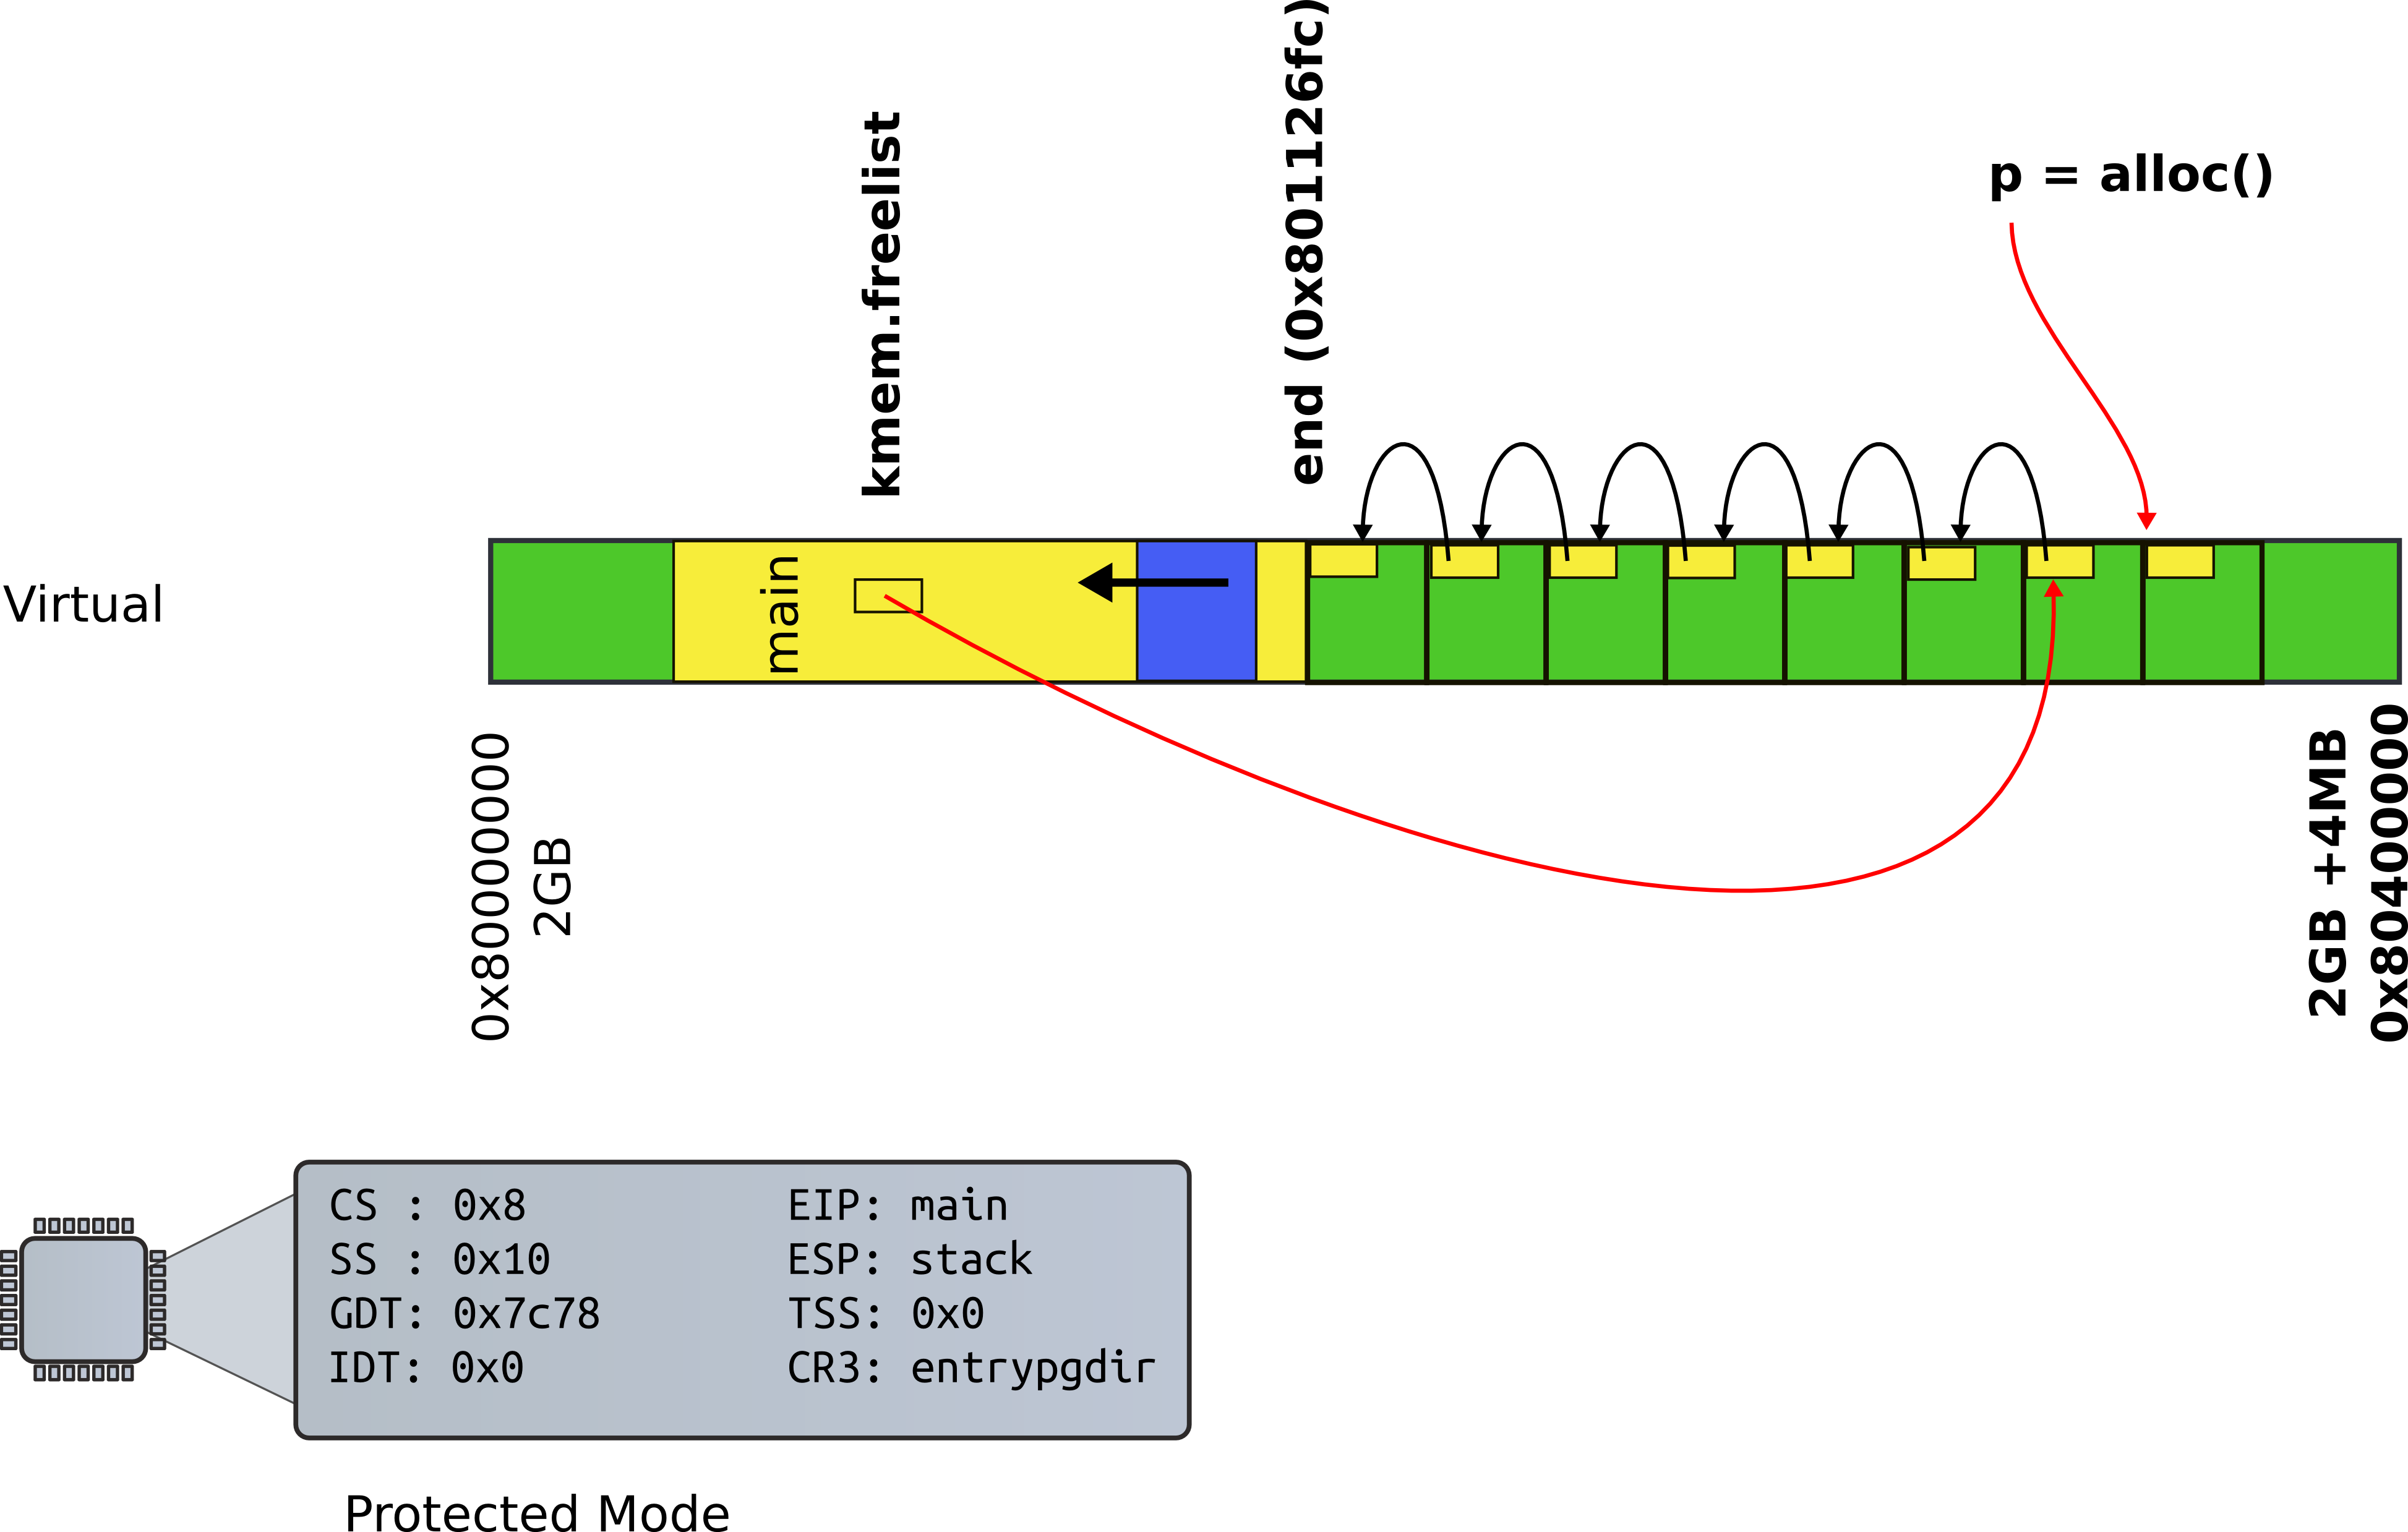 kmem.freelist
end (0x801126fc)
p = alloc()
Virtual
main
0x80000000
2GB
2GB +4MB
0x80400000
CS : 0x8
SS : 0x10
GDT: 0x7c78
IDT: 0x0
EIP: main
ESP: stack
TSS: 0x0
CR3: entrypgdir
Protected Mode